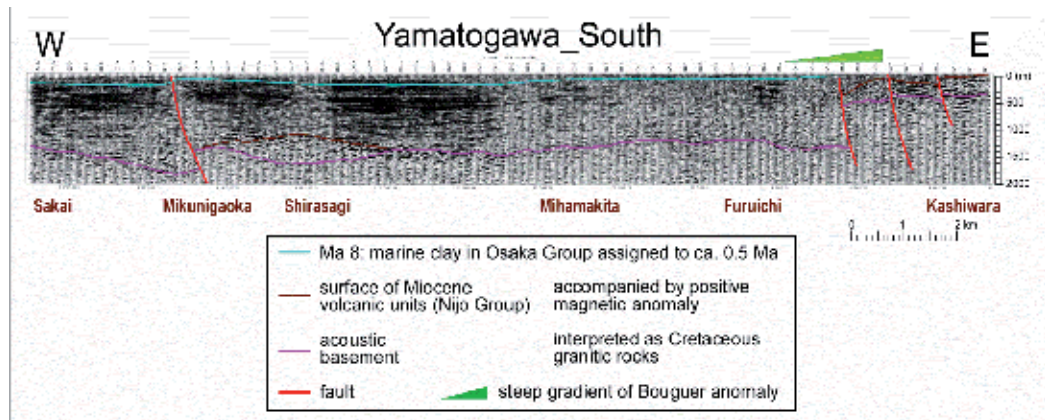 Yamatogawa_South
W
E
0 km
500
1000
1500
2000
Sakai
Mikunigaoka
Shirasagi
Mihamakita
Furuichi
Kashiwara
0 1 2 km
Ma 8: marine clay in Osaka Group assigned to ca. 0.5 Ma
surface of Miocene
volcanic units (Nijo Group)
accompanied by positive
magnetic anomaly
acoustic
basement
interpreted as Cretaceous
granitic rocks
fault
steep gradient of Bouguer anomaly